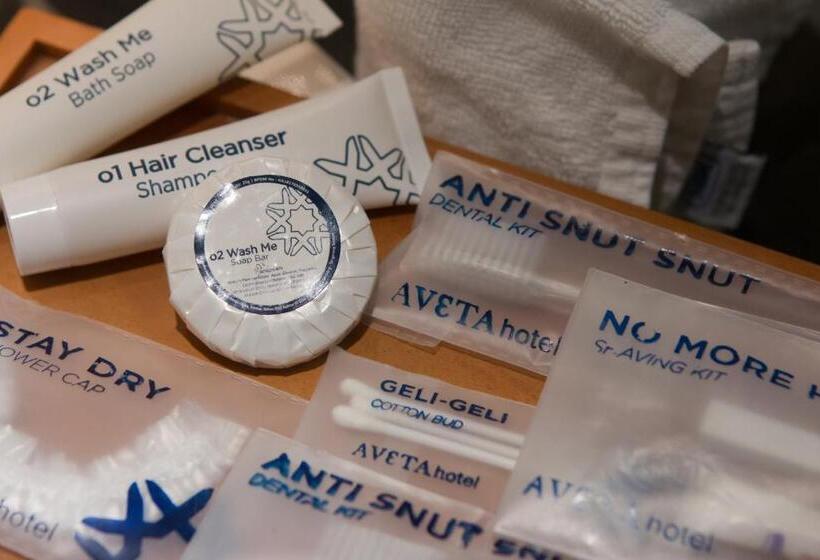 o2 Wash Me
Bath Soap
o1 Hair Cleanser
Shampo
o2 Wash Me
Soap Bar
ANTI SNUT SNUT
DENTAL KIT
AVETA hotel
NO MORE
SHAVING KIT
AVETA hotel
STAY DRY
SHOWER CAP
hotel
GELI-GELI
COTTON BUD
AVETA hotel
ANTI SNUT SNUT
DENTAL KIT